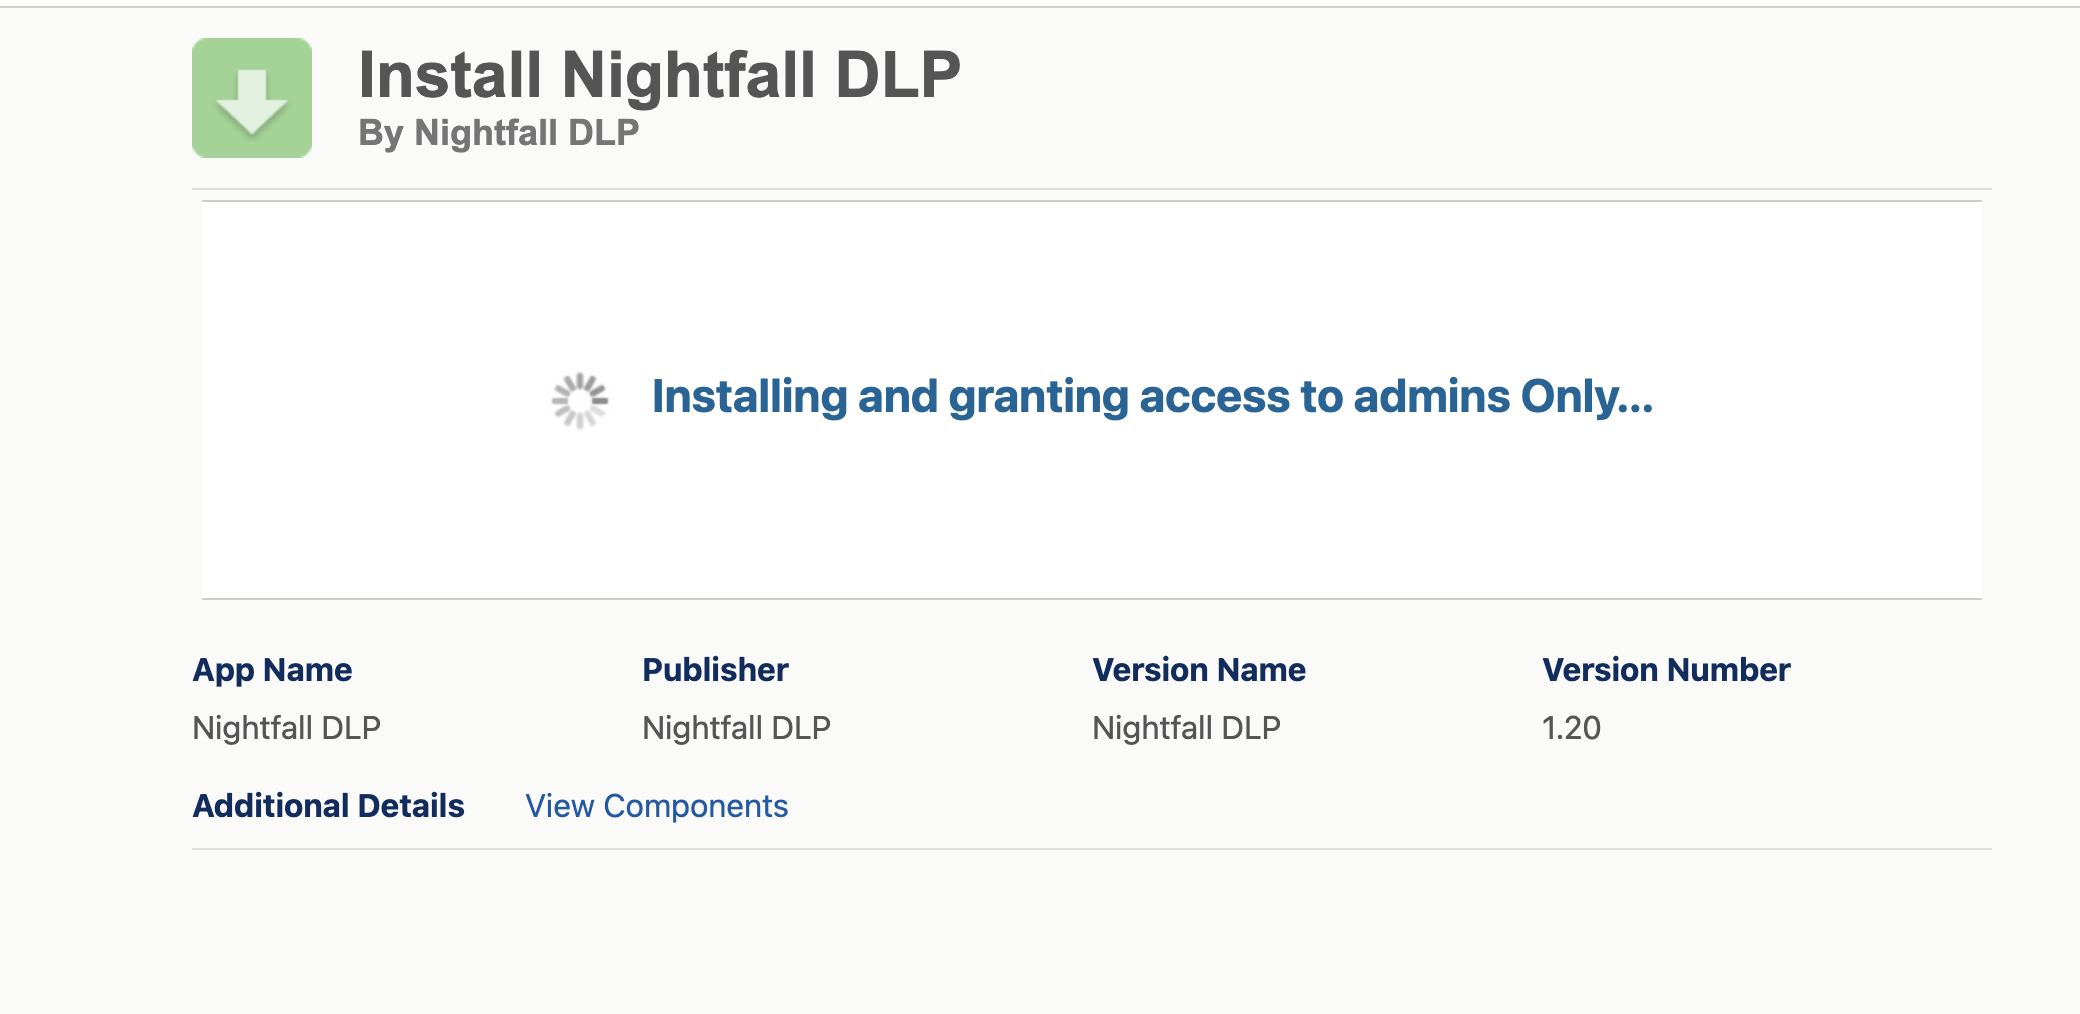 Install Nightfall DLP
By Nightfall DLP
Installing and granting access to admins Only...
App Name Publisher Version Name Version Number
Nightfall DLP Nightfall DLP Nightfall DLP 1.20
Additional Details View Components